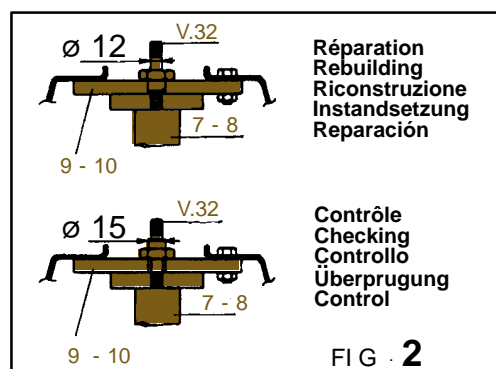 V.32
Ø 12
7 - 8
9 - 10
Réparation
Rebuilding
Riconstruzione
Instandsetzung
Reparación
V.32
Ø 15
7 - 8
9 - 10
Contrôle
Checking
Controllo
Überprugung
Control
FIG · 2